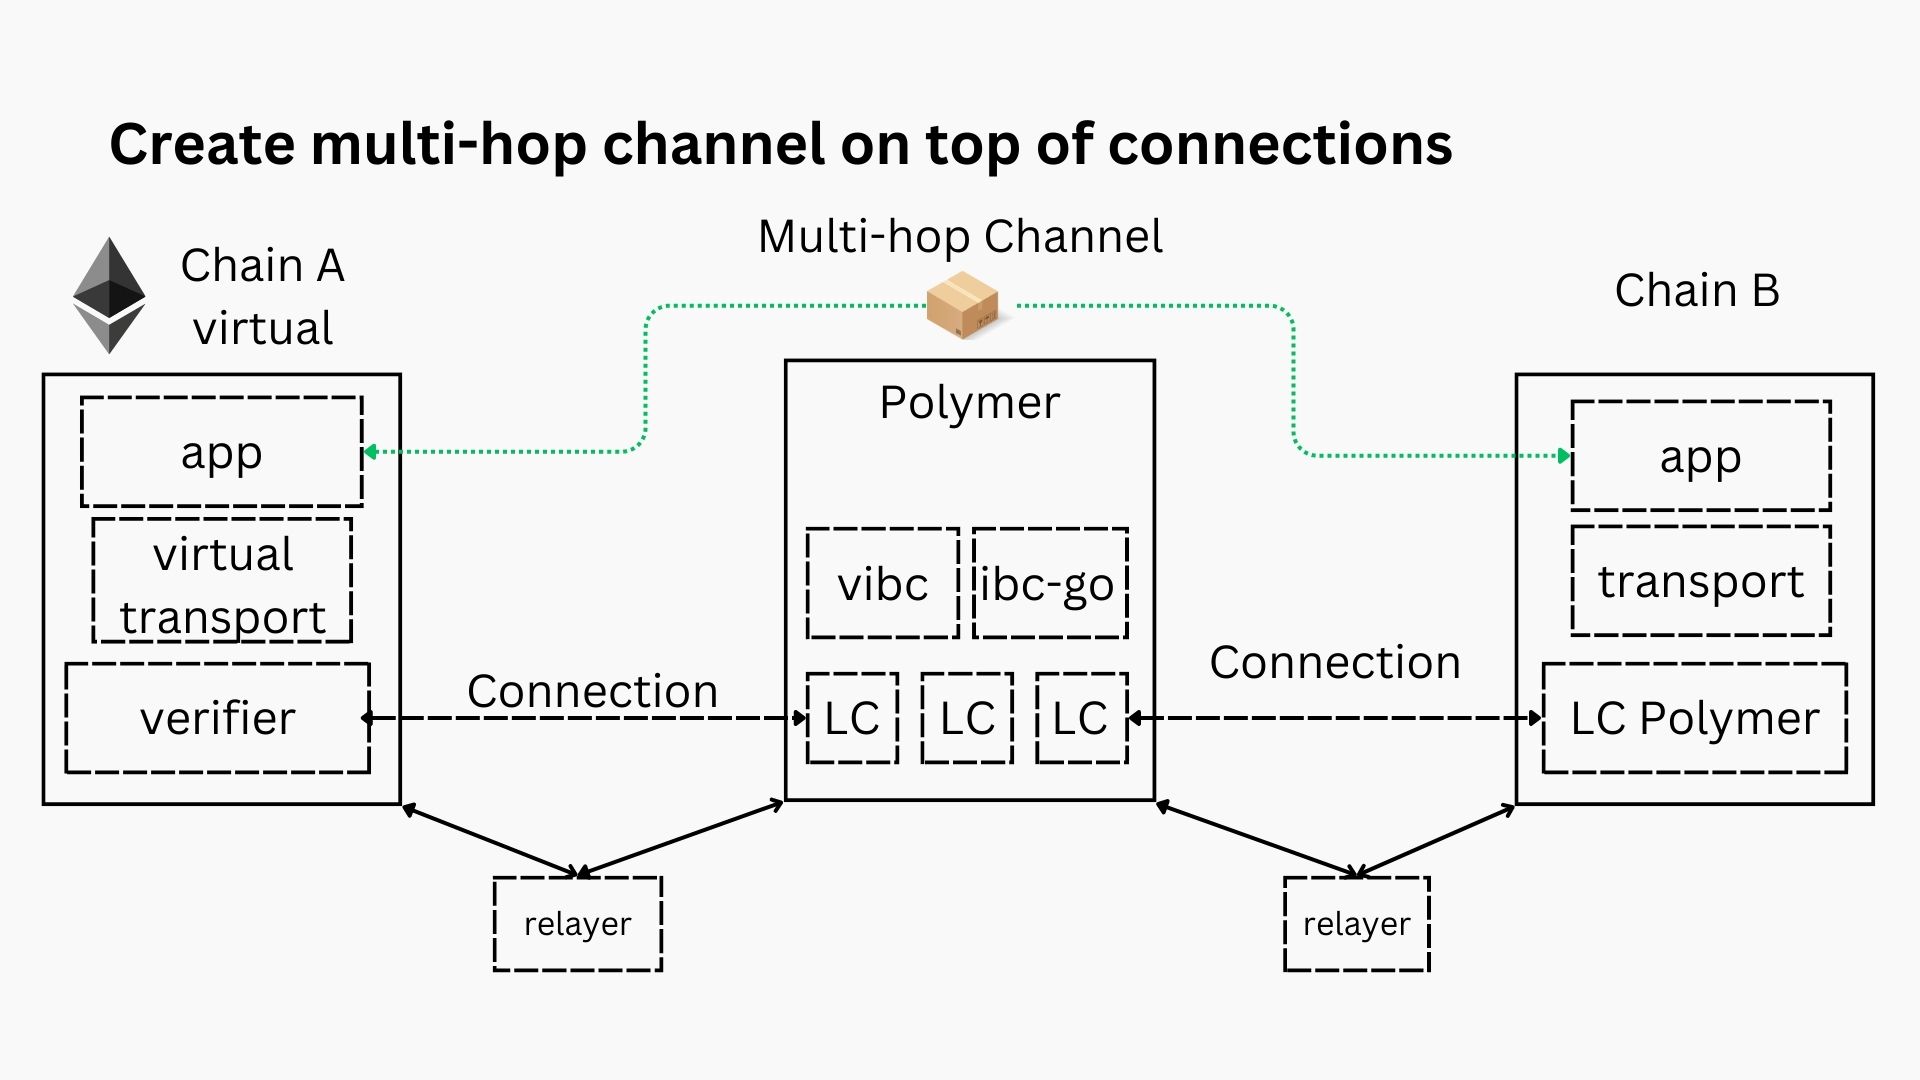 Create multi-hop channel on top of connections
Multi-hop Channel
Chain A
virtual
Chain B
app
virtual
transport
verifier
Connection
Polymer
vibc
ibc-go
LC
LC
LC
Connection
app
transport
LC Polymer
relayer
relayer